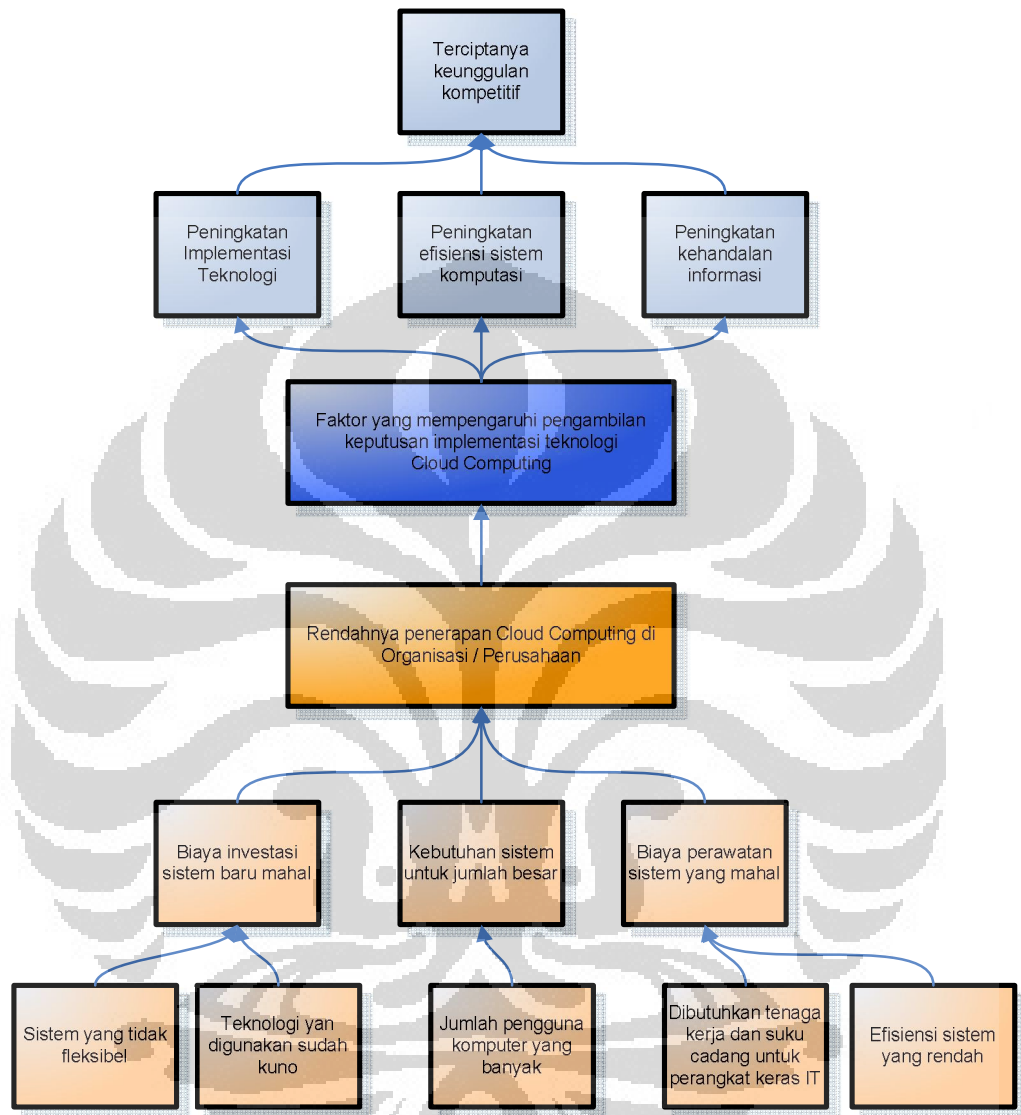 Terciptanya
keunggulan
kompetitif
Peningkatan
Implementasi
Teknologi
Peningkatan
efisiensi sistem
komputasi
Peningkatan
kehandalan
informasi
Faktor yang mempengaruhi pengambilan
keputusan implementasi teknologi
Cloud Computing
Rendahnya penerapan Cloud Computing di
Organisasi / Perusahaan
Biaya investasi
sistem baru mahal
Kebutuhan sistem
untuk jumlah besar
Biaya perawatan
sistem yang mahal
Sistem yang tidak
fleksibel
Teknologi yan
digunakan sudah
kuno
Jumlah pengguna
komputer yang
banyak
Dibutuhkan tenaga
kerja dan suku
cadang untuk
perangkat keras IT
Efisiensi sistem
yang rendah